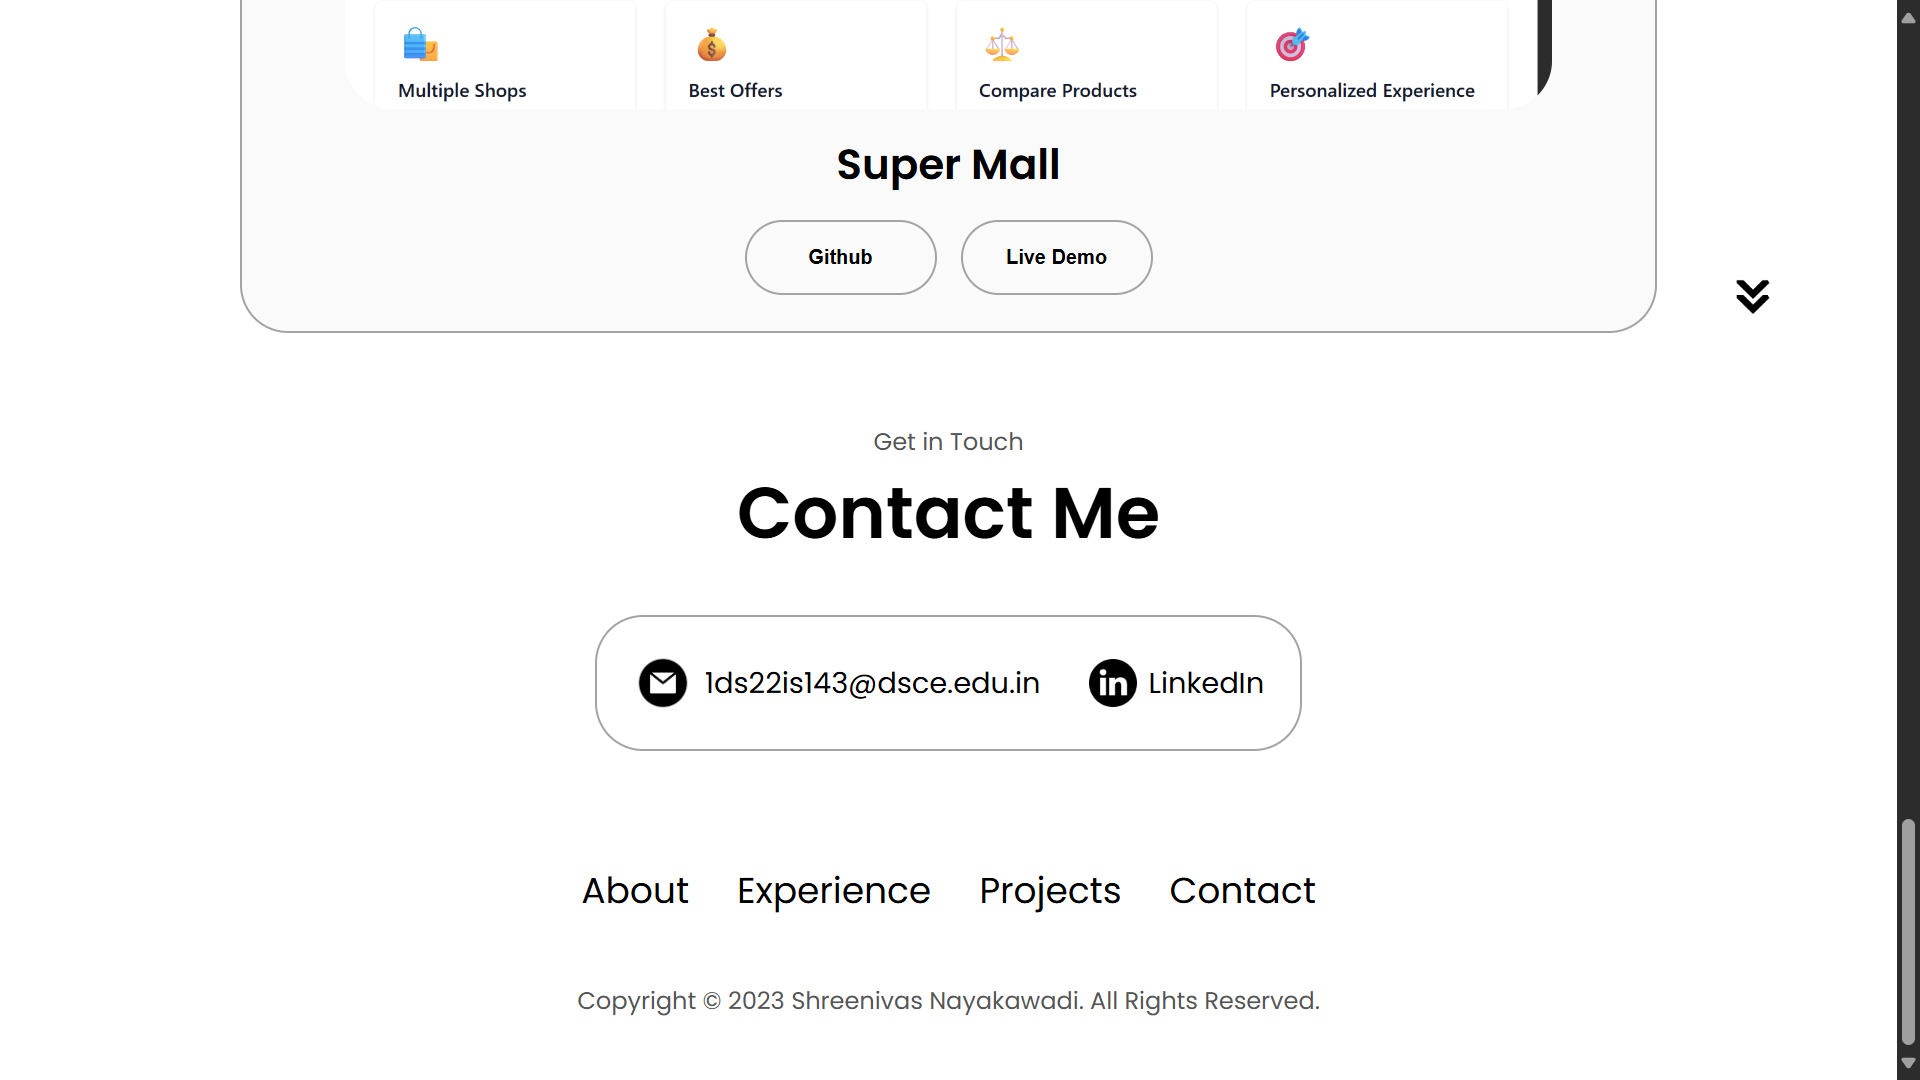 Multiple Shops
Best Offers
Compare Products
Personalized Experience
Super Mall
Github
Live Demo
Get in Touch
Contact Me
1ds22is143@dsce.edu.in
LinkedIn
About Experience Projects Contact
Copyright © 2023 Shreenivas Nayakawadi. All Rights Reserved.